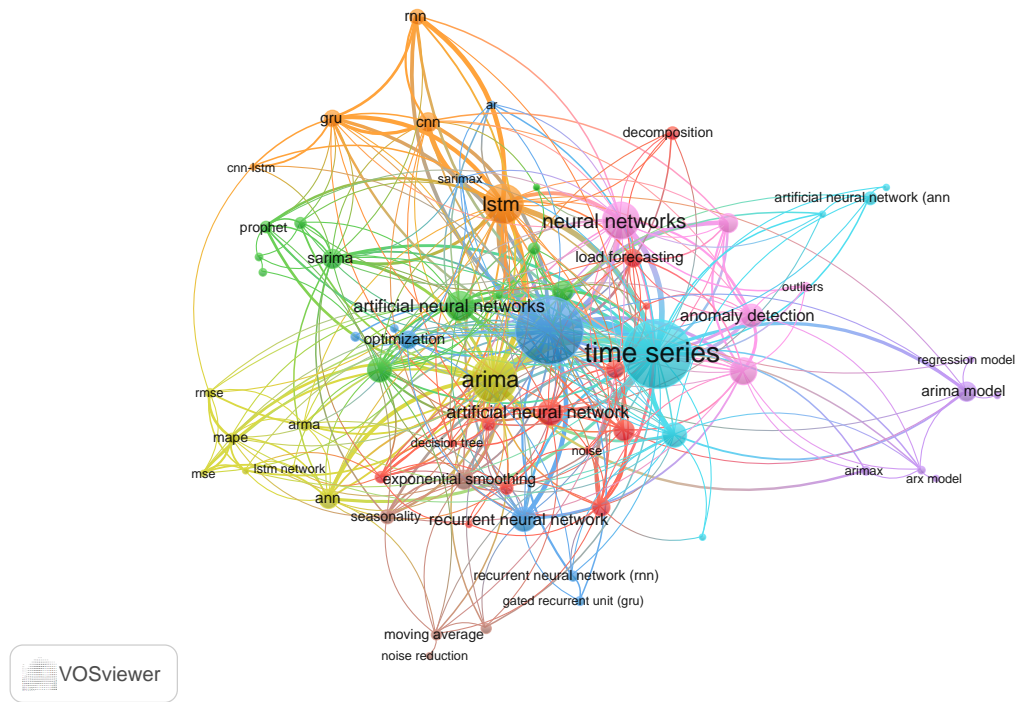 rnn
ar
gru
cnn
decomposition
cnn-lstm
sarimax
artificial neural network (ann
lstm
neural networks
prophet
sarima
load forecasting
outliers
artificial neural networks
anomaly detection
optimization
time series
regression model
arima
arima model
rmse
artificial neural network
arma
mape
decision tree
noise
lstm network
mse
arimax
exponential smoothing
arx model
ann
seasonality
recurrent neural network
recurrent neural network (rnn)
gated recurrent unit (gru)
moving average
noise reduction
VOSviewer